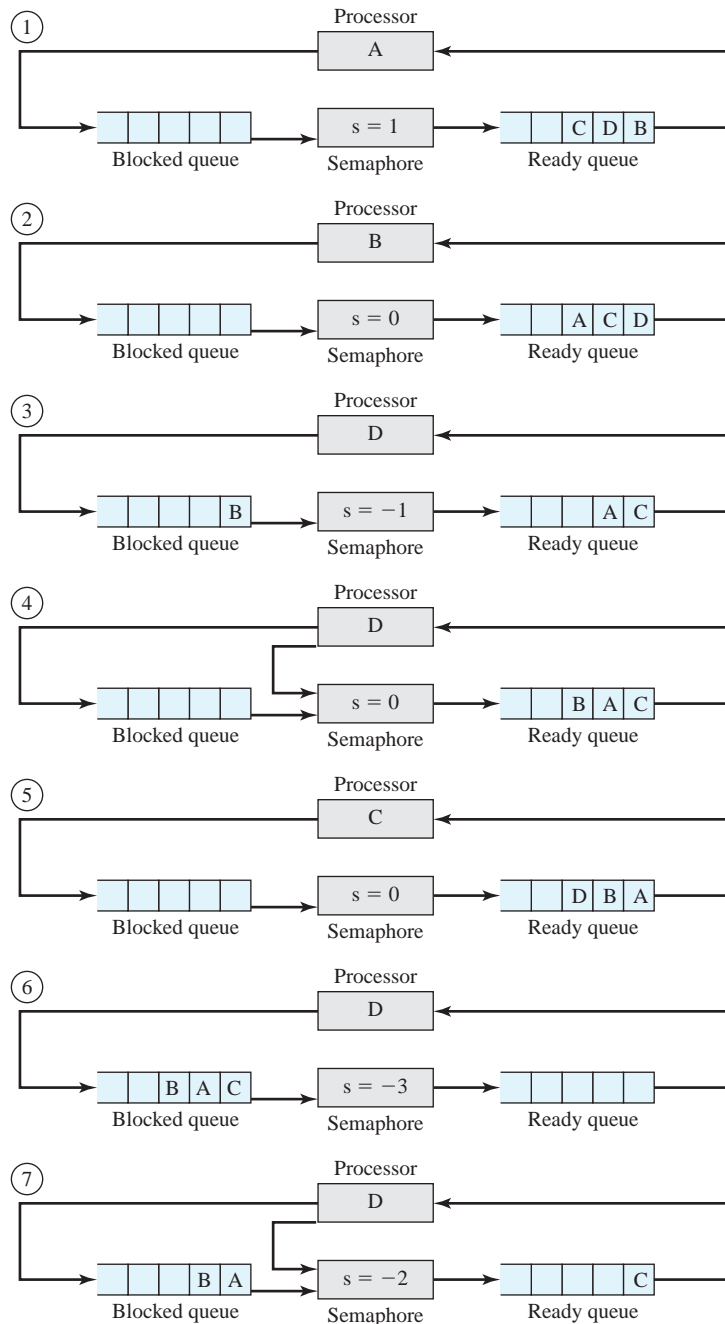 1
Processor
A
C D B
s = 1
Blocked queue
Semaphore
Ready queue
2
Processor
B
s = 0
A C D
Blocked queue
Semaphore
Ready queue
3
Processor
D
B
s = −1
A C
Blocked queue
Semaphore
Ready queue
4
Processor
D
s = 0
B A C
Blocked queue
Semaphore
Ready queue
5
Processor
C
s = 0
D B A
Blocked queue
Semaphore
Ready queue
6
Processor
D
B A C
s = −3
Blocked queue
Semaphore
Ready queue
7
Processor
D
B A
s = −2
C
Blocked queue
Semaphore
Ready queue